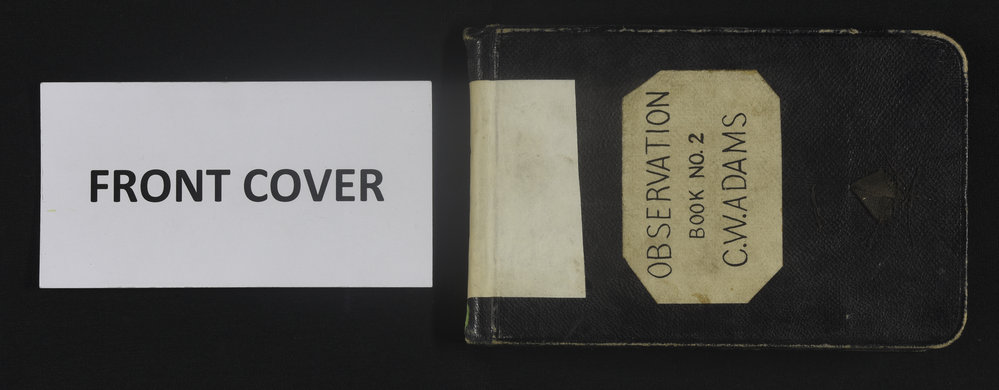 FRONT COVER
OBSERVATION
BOOK NO. 2
C.W.ADAMS